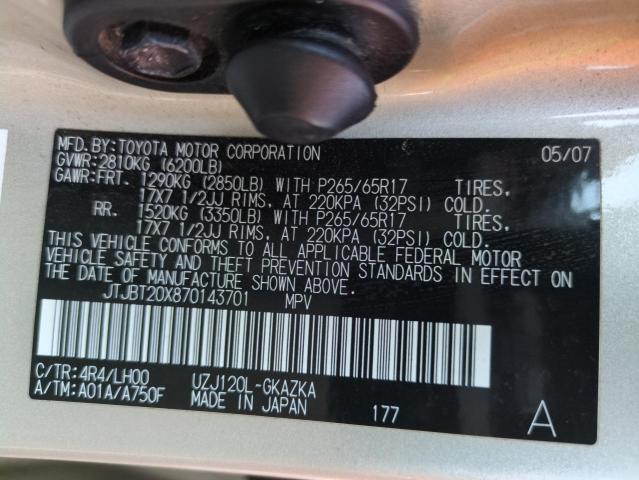 MFD.BY:TOYOTA MOTOR CORPORATION 05/07
GVWR:2810KG (6200LB)
GAWR:FRT. 1290KG (2850LB) WITH P265/65R17 TIRES,
17X7 1/2JJ RIMS, AT 220KPA (32PSI) COLD.
RR. 1520KG (3350LB) WITH P265/65R17 TIRES,
17X7 1/2JJ RIMS, AT 220KPA (32PSI) COLD.
THIS VEHICLE CONFORMS TO ALL APPLICABLE FEDERAL MOTOR
VEHICLE SAFETY AND THEFT PREVENTION STANDARDS IN EFFECT ON
THE DATE OF MANUFACTURE SHOWN ABOVE.
JTJBT20X870143701 MPV
C/TR:4R4/LH00 UZJ120L-GKAZKA
A/TM:A01A/A750F MADE IN JAPAN 177 A